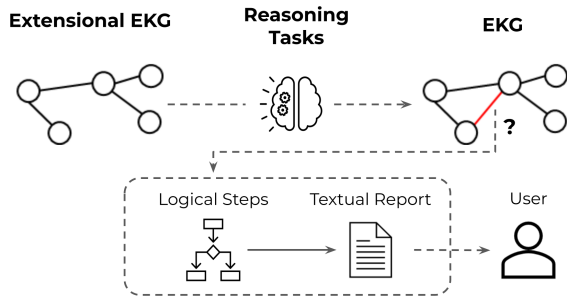 Extensional EKG
Reasoning
Tasks
EKG
?
Logical Steps
Textual Report
User